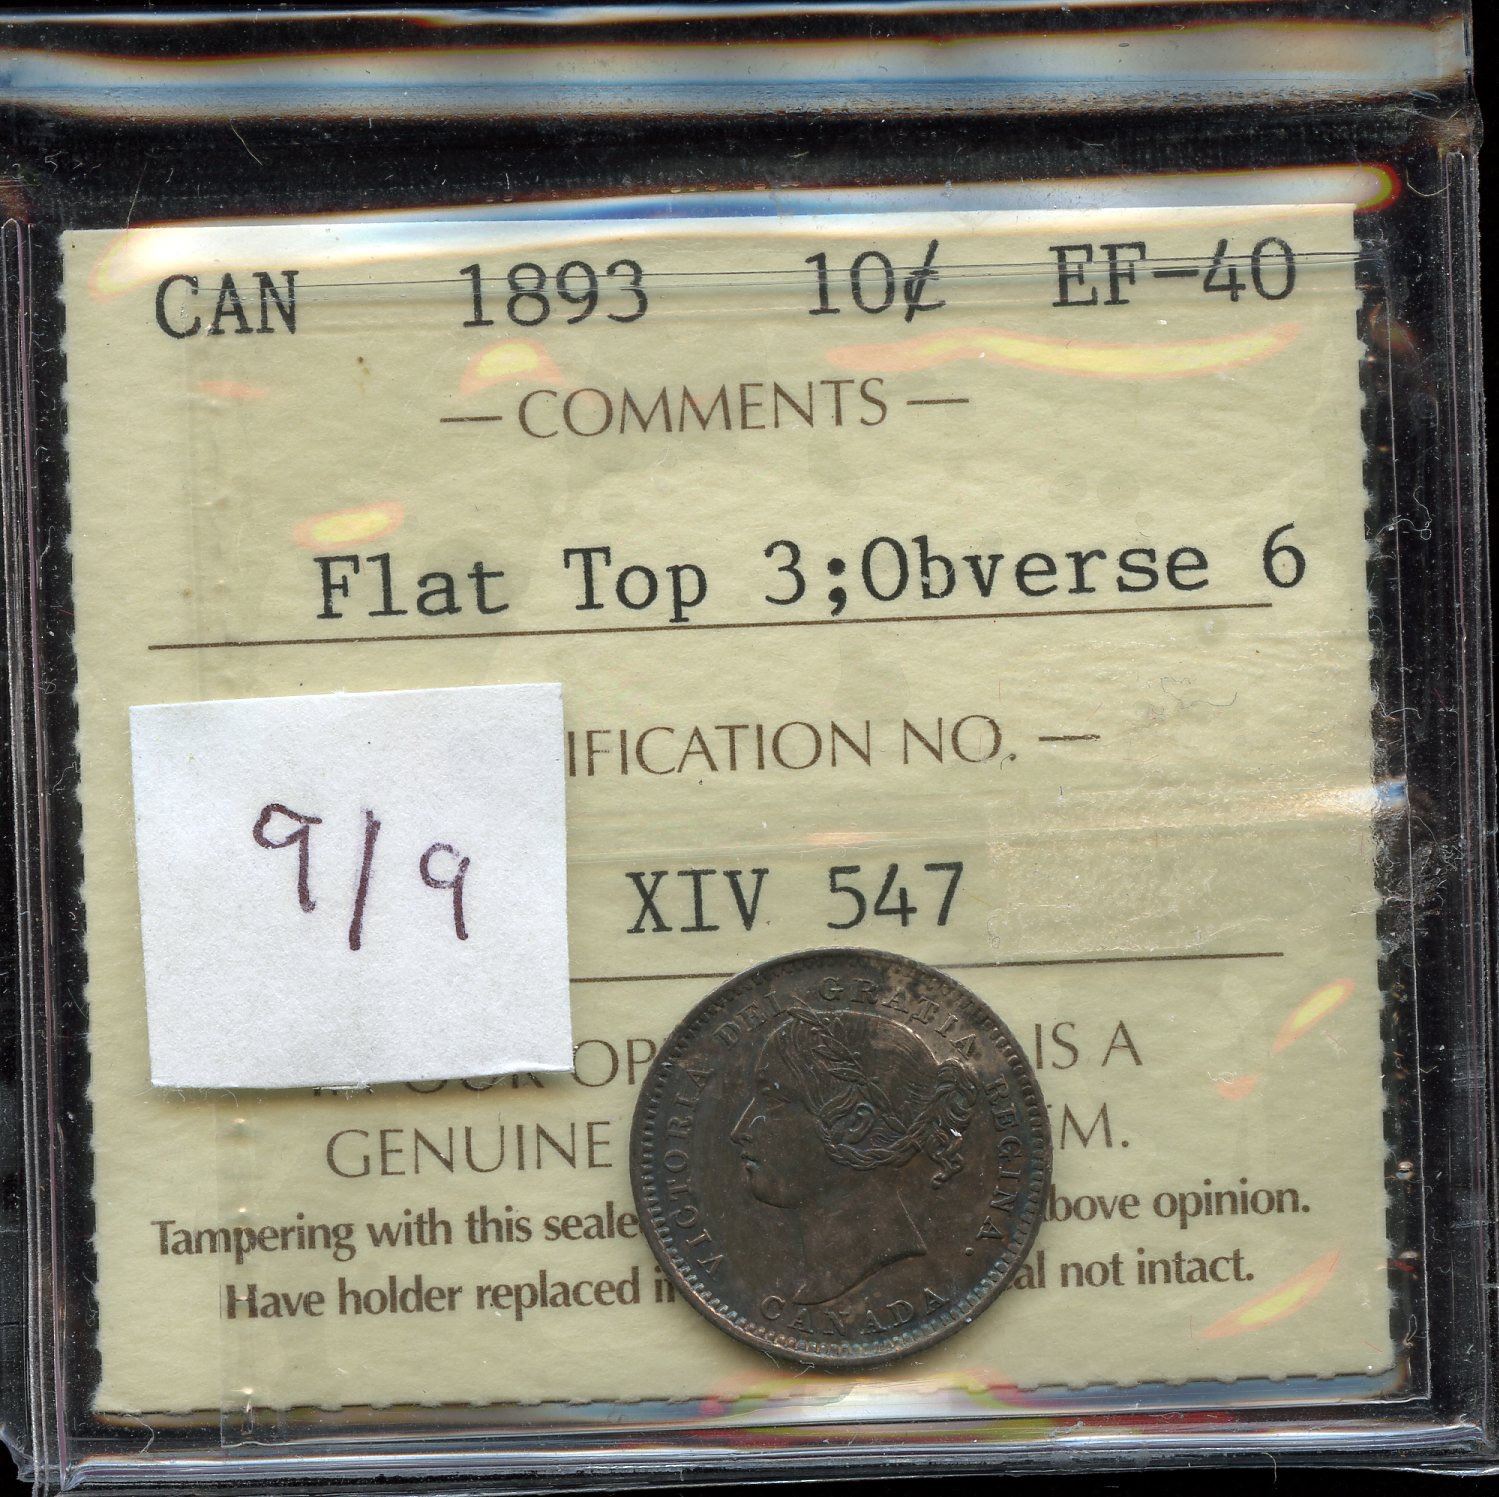 CAN 1893 10¢ EF-40
— COMMENTS —
Flat Top 3;Obverse 6
IFICATION NO. —
9/9
XIV 547
OP IS A
GENUINE M.
Tampering with this seale bove opinion.
Have holder replaced i al not intact.
VICTORIA DEI GRATIA REGINA.
CANADA